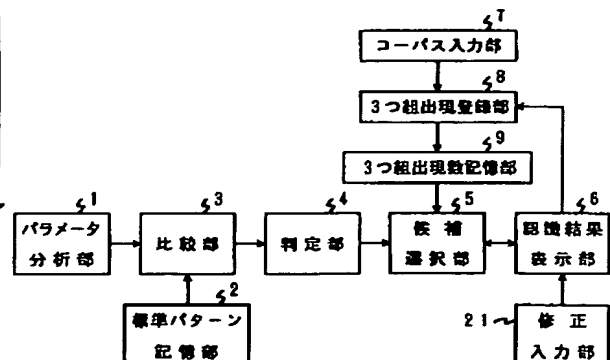 7
コーパス入力部
8
3つ組出現登録部
9
3つ組出現数記憶部
1
パラメータ
分析部
3
比較部
4
判定部
5
候補
選択部
6
認識結果
表示部
2
標準パターン
記憶部
21
修正
入力部